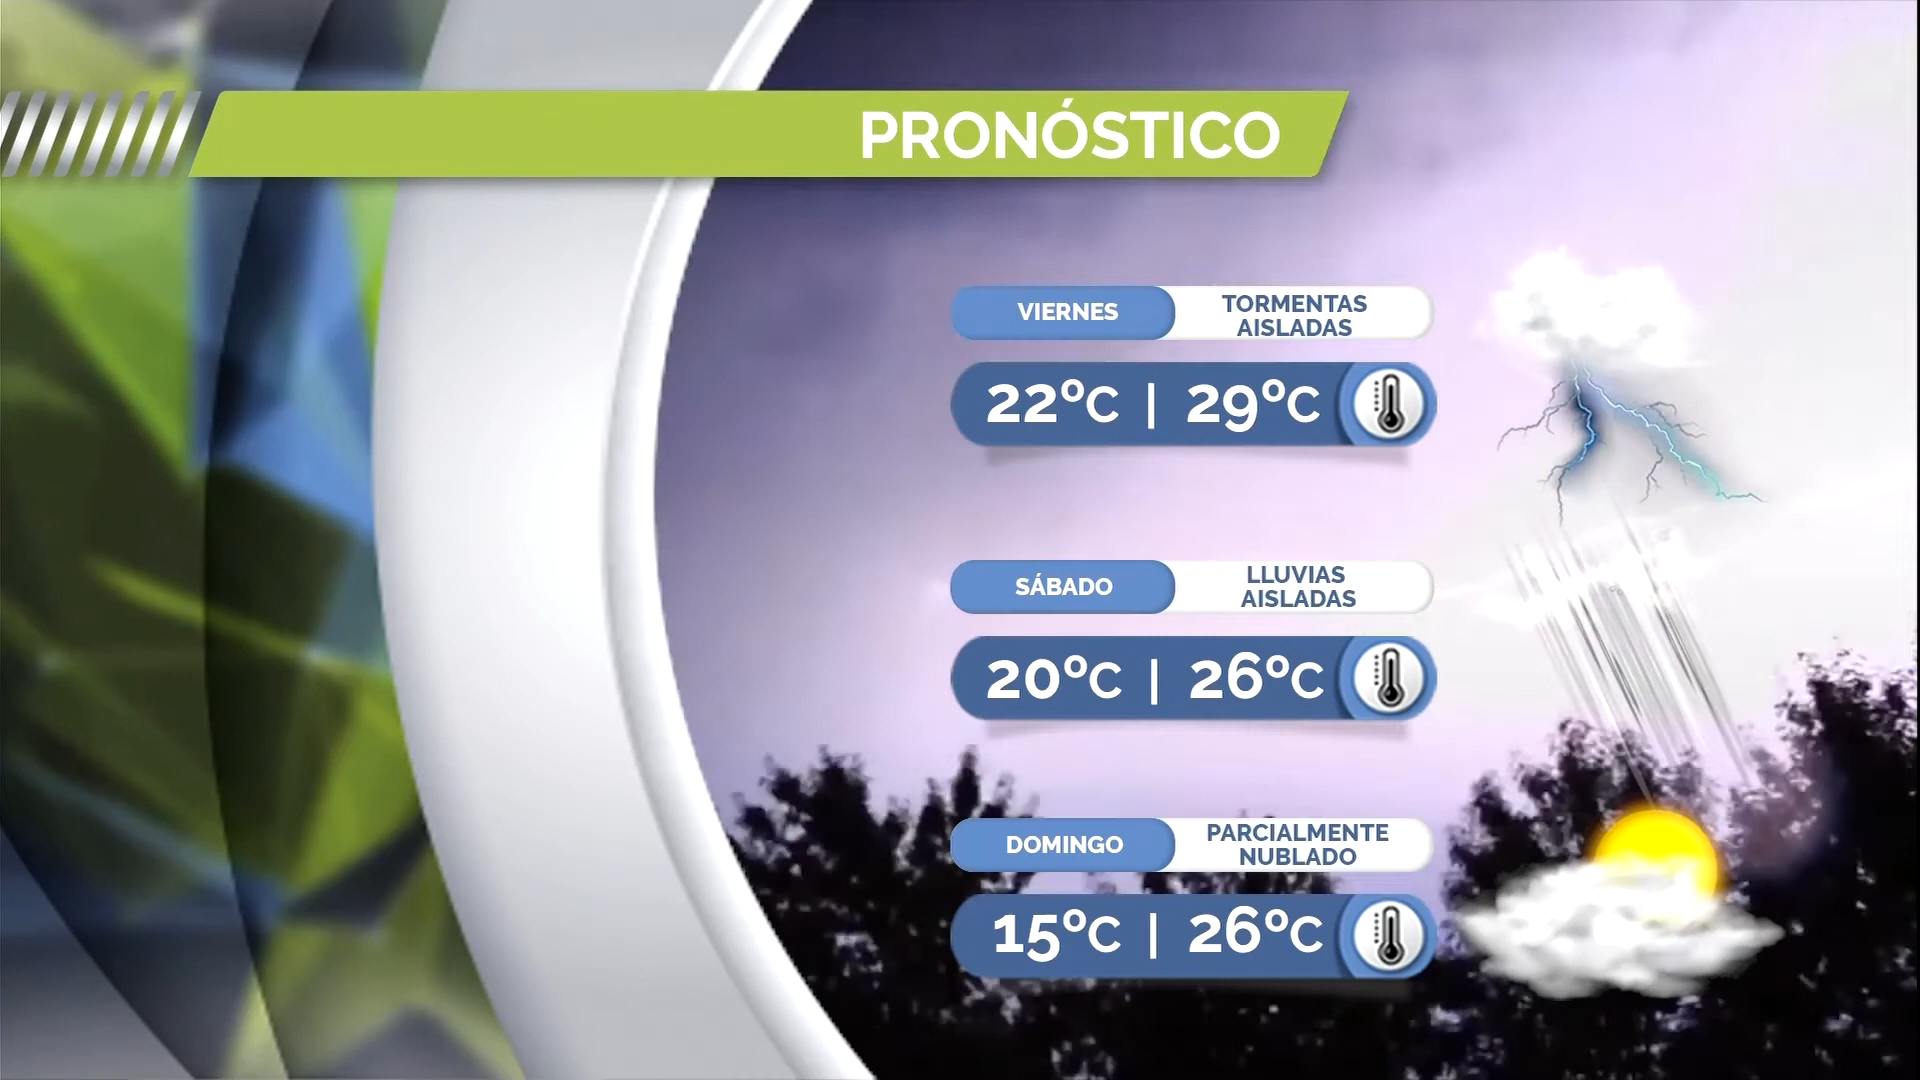 PRONÓSTICO
VIERNES
TORMENTAS
AISLADAS
22°C | 29°C
SÁBADO
LLUVIAS
AISLADAS
20°C | 26°C
DOMINGO
PARCIALMENTE
NUBLADO
15°C | 26°C